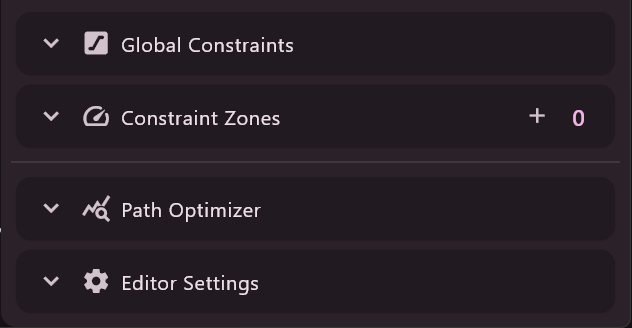 Global Constraints
Constraint Zones + 0
Path Optimizer
Editor Settings